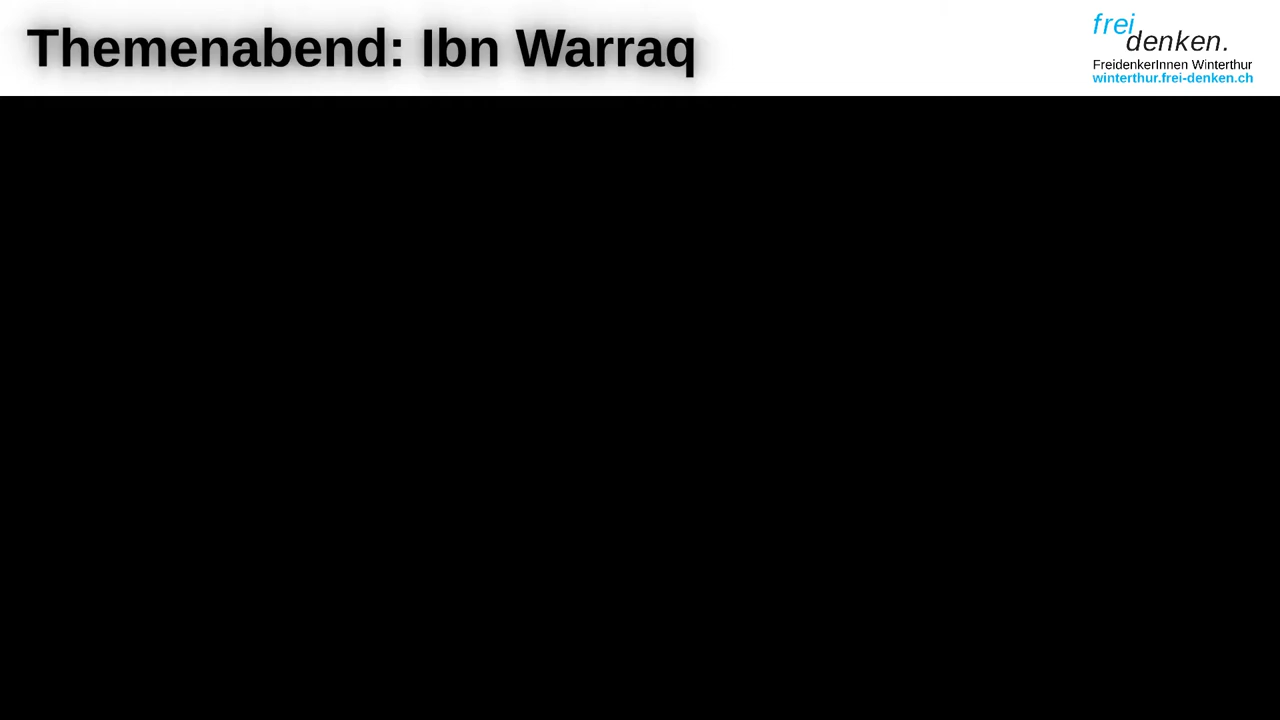 Themenabend: Ibn Warraq
frei
denken.
FreidenkerInnen Winterthur
winterthur.frei-denken.ch